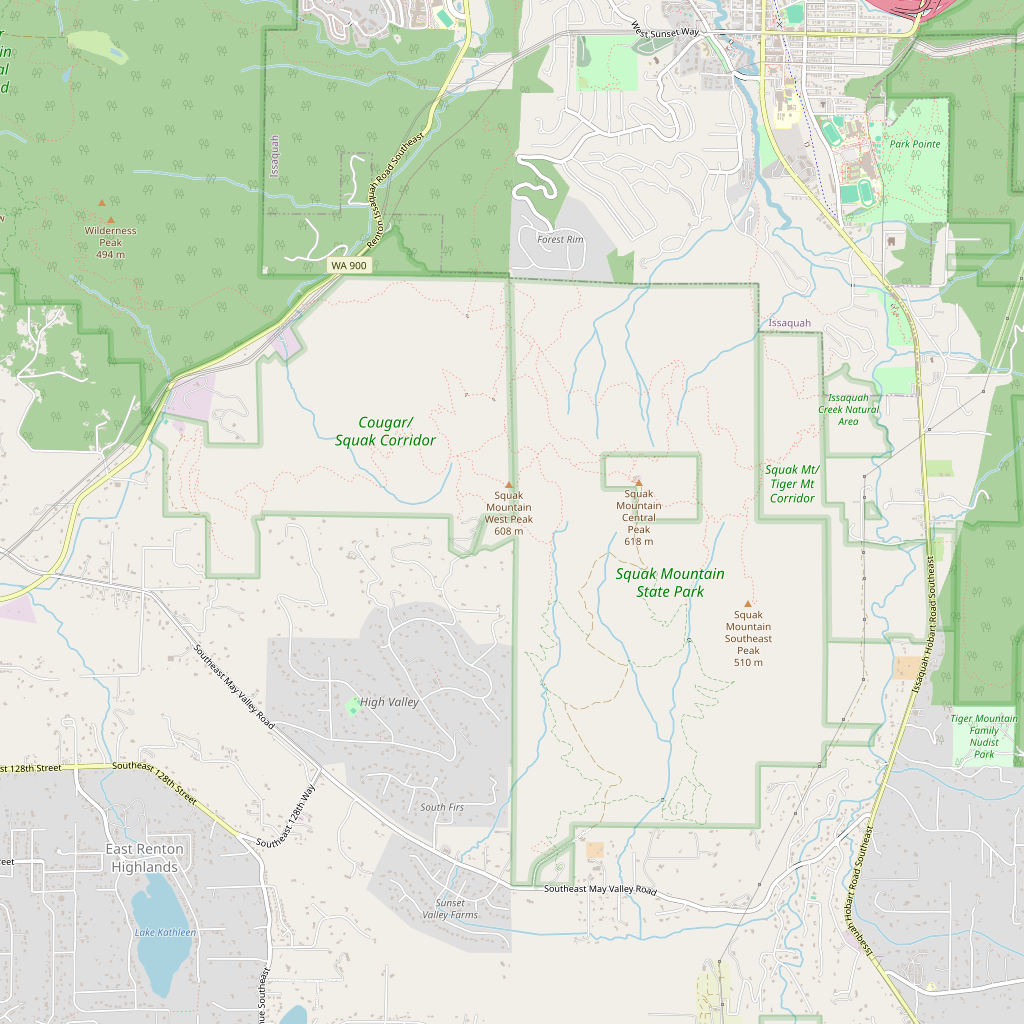 West Sunset Way
Issaquah
Renton Issaquah Road Southeast
Park Pointe
Wilderness
Peak
494 m
Forest Rim
WA 900
Issaquah
Issaquah
Creek Natural
Area
Cougar/
Squak Corridor
Squak Mt/
Tiger Mt
Corridor
Squak
Mountain
West Peak
608 m
Squak
Mountain
Central
Peak
618 m
Squak Mountain
State Park
Squak
Mountain
Southeast
Peak
510 m
Issaquah Hobart Road Southeast
Southeast May Valley Road
High Valley
Tiger Mountain
Family
Nudist
Park
st 128th Street
Southeast 128th Street
Southeast 128th Way
South Firs
East Renton
Highlands
Southeast May Valley Road
Sunset
Valley Farms
Issaquah Hobart Road Southeast
Lake Kathleen
nue Southeast